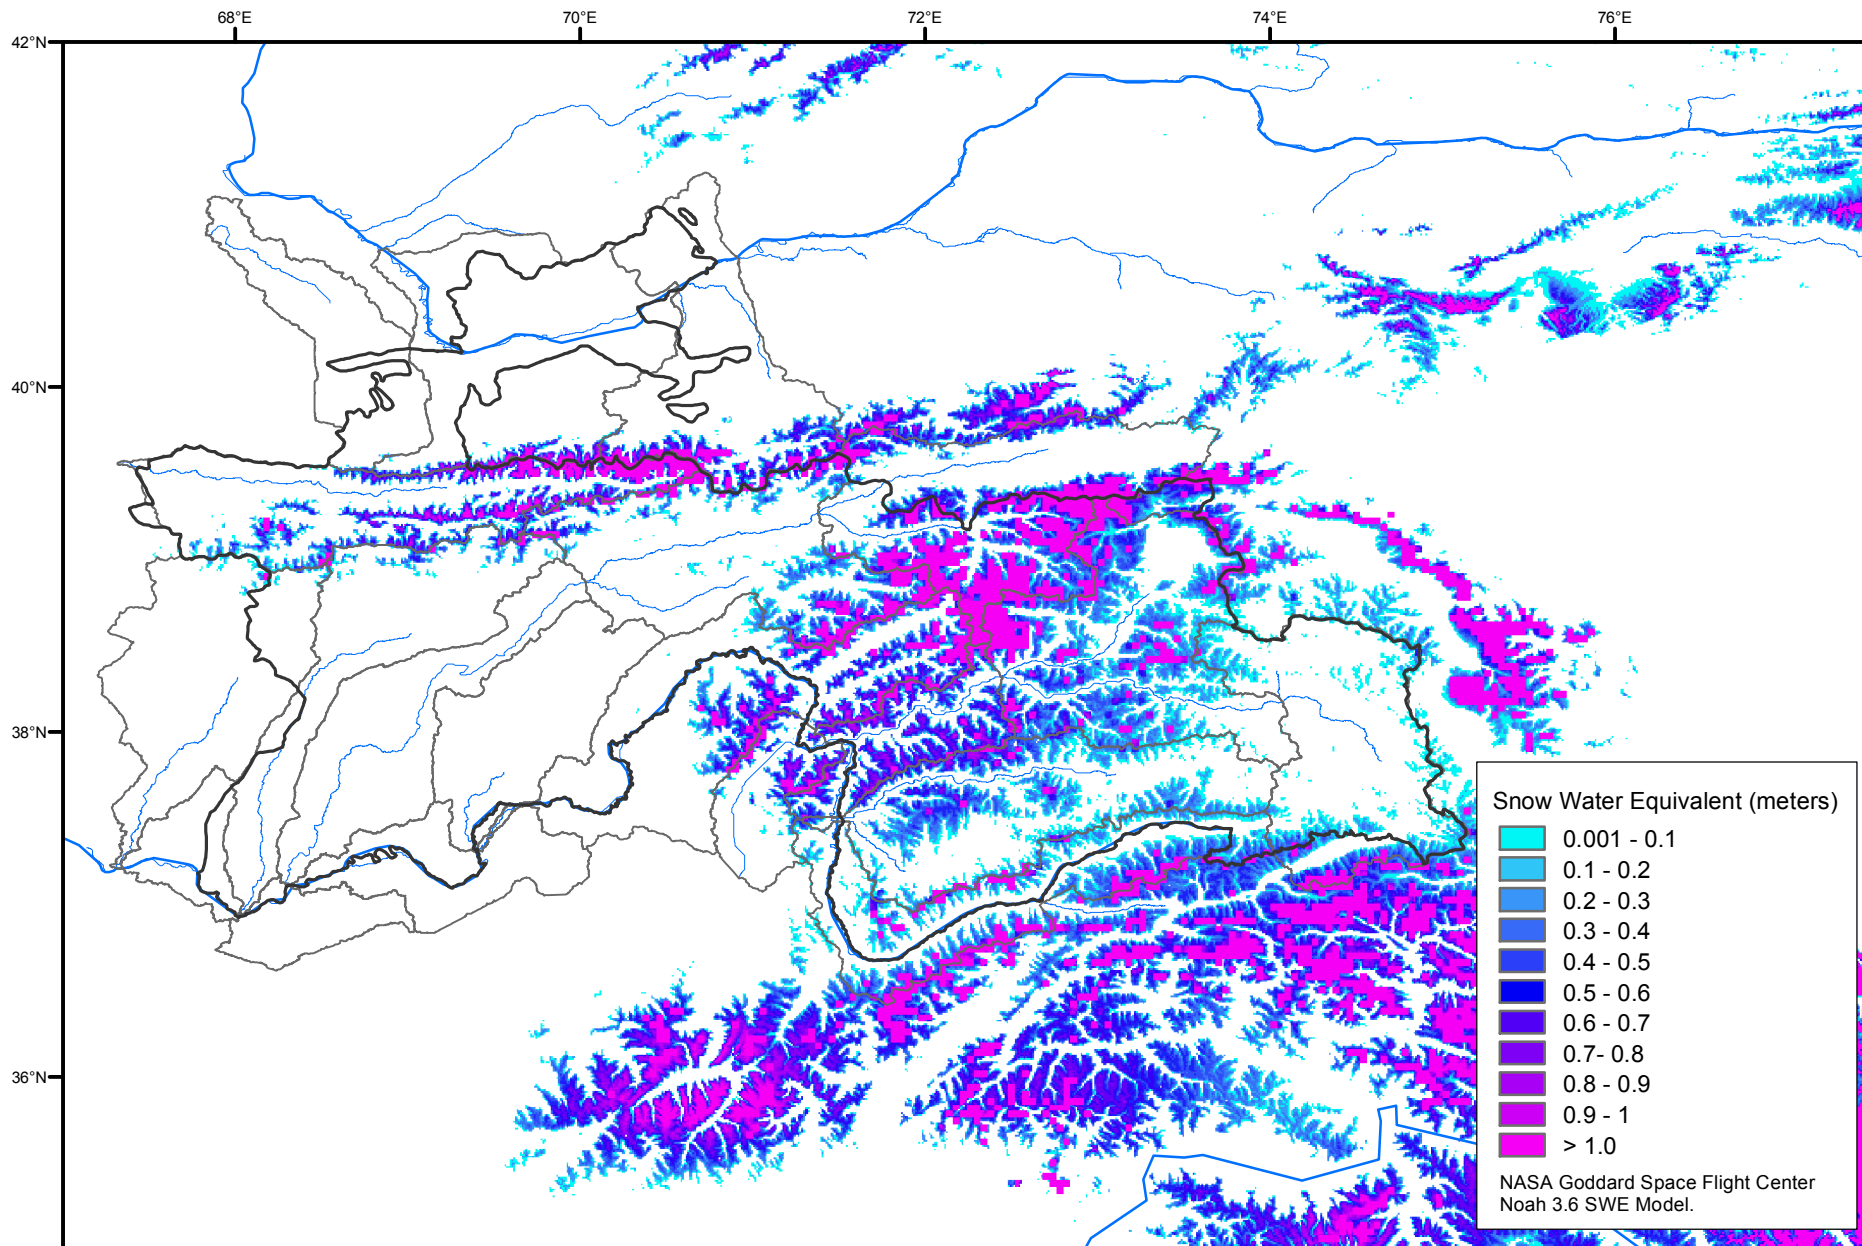 68°E 70°E 72°E 74°E 76°E
42°N
40°N
38°N
36°N
Snow Water Equivalent (meters)
0.001 - 0.1
0.1 - 0.2
0.2 - 0.3
0.3 - 0.4
0.4 - 0.5
0.5 - 0.6
0.6 - 0.7
0.7- 0.8
0.8 - 0.9
0.9 - 1
> 1.0
NASA Goddard Space Flight Center
Noah 3.6 SWE Model.